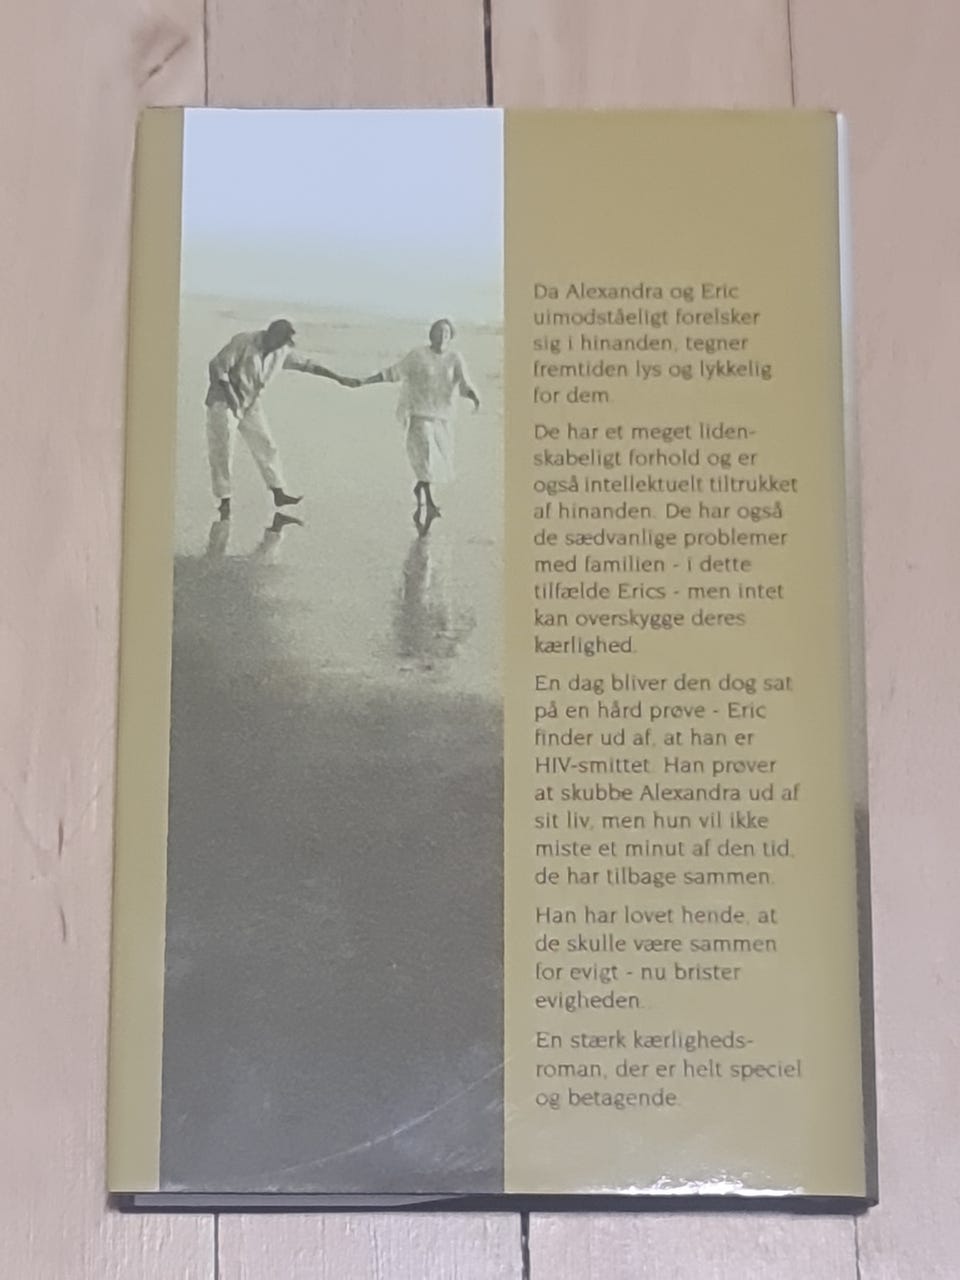 Da Alexandra og Eric
uimodståeligt forelsker
sig i hinanden, tegner
fremtiden lys og lykkelig
for dem.
De har et meget liden-
skabeligt forhold og er
også intellektuelt tiltrukket
af hinanden. De har også
de sædvanlige problemer
med familien - i dette
tilfælde Erics - men intet
kan overskygge deres
kærlighed.
En dag bliver den dog sat
på en hård prøve - Eric
finder ud af, at han er
HIV-smittet. Han prøver
at skubbe Alexandra ud af
sit liv, men hun vil ikke
miste et minut af den tid,
de har tilbage sammen.
Han har lovet hende, at
de skulle være sammen
for evigt - nu brister
evigheden...
En stærk kærligheds-
roman, der er helt speciel
og betagende.